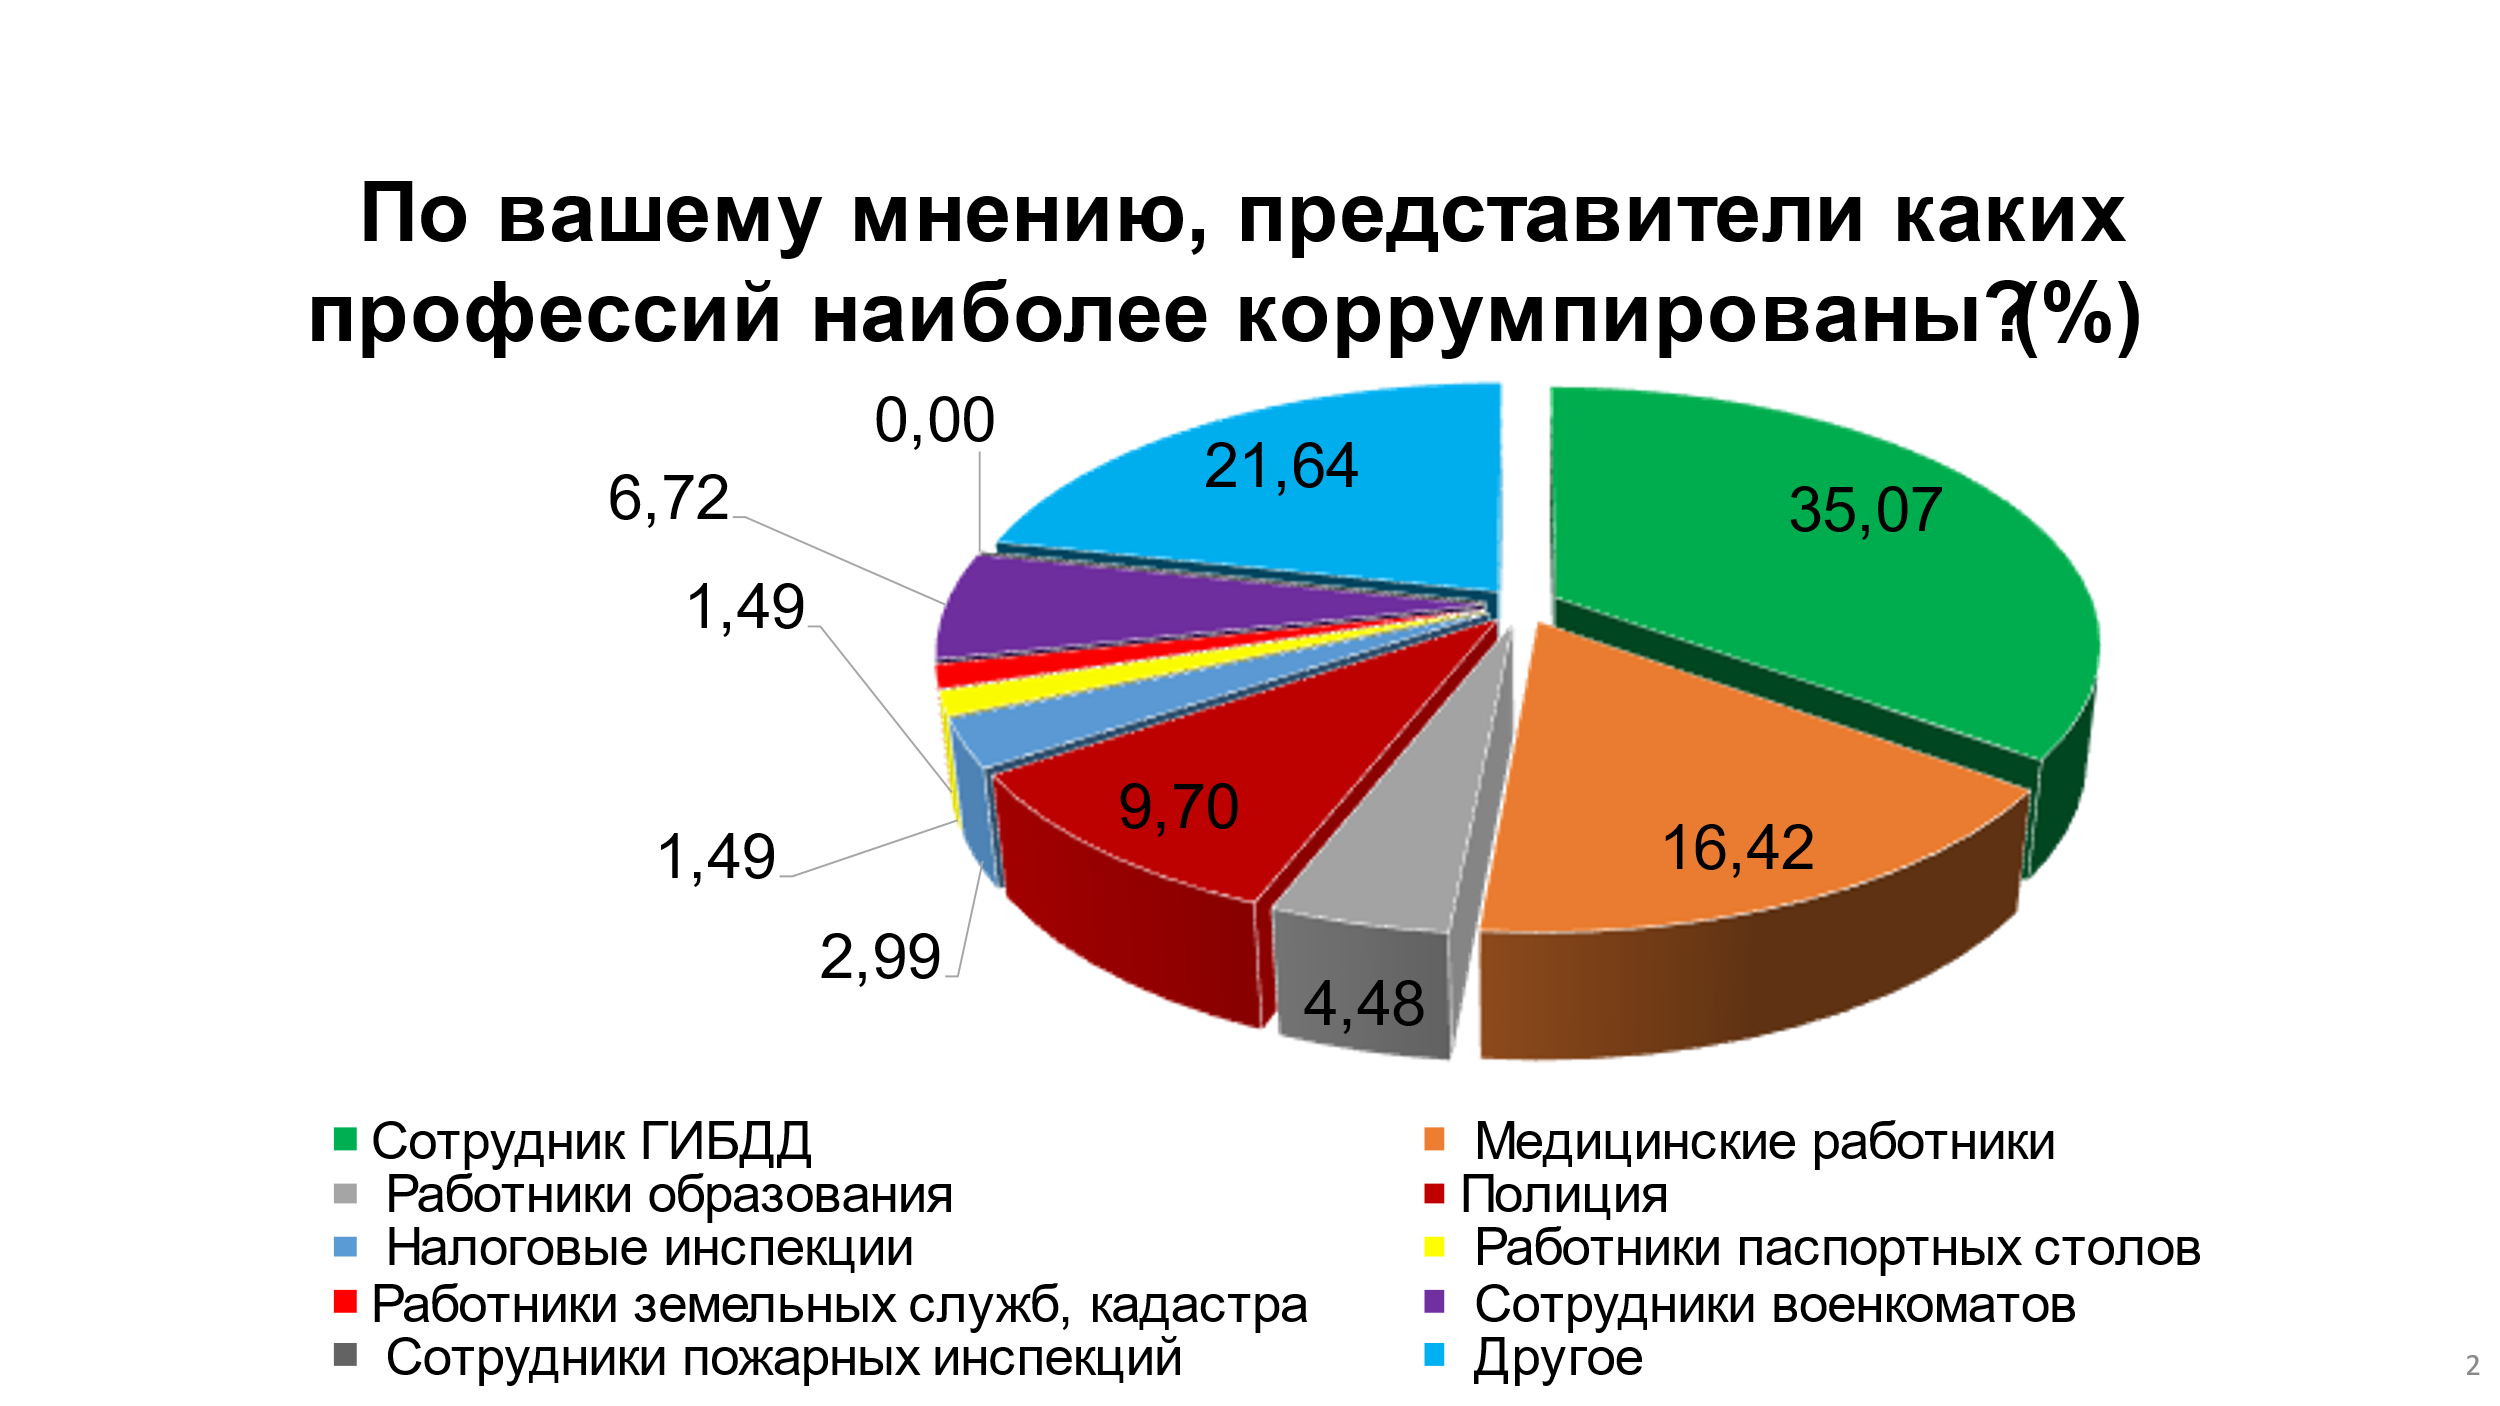 По вашему мнению, представители каких
профессий наиболее коррумпированы?(%)
0,00
21,64
35,07
6,72
1,49
9,70
16,42
1,49
2,99
4,48
Сотрудник ГИБДД
Медицинские работники
Работники образования
Полиция
Налоговые инспекции
Работники паспортных столов
Работники земельных служб, кадастра
Сотрудники военкоматов
Сотрудники пожарных инспекций
Другое
2